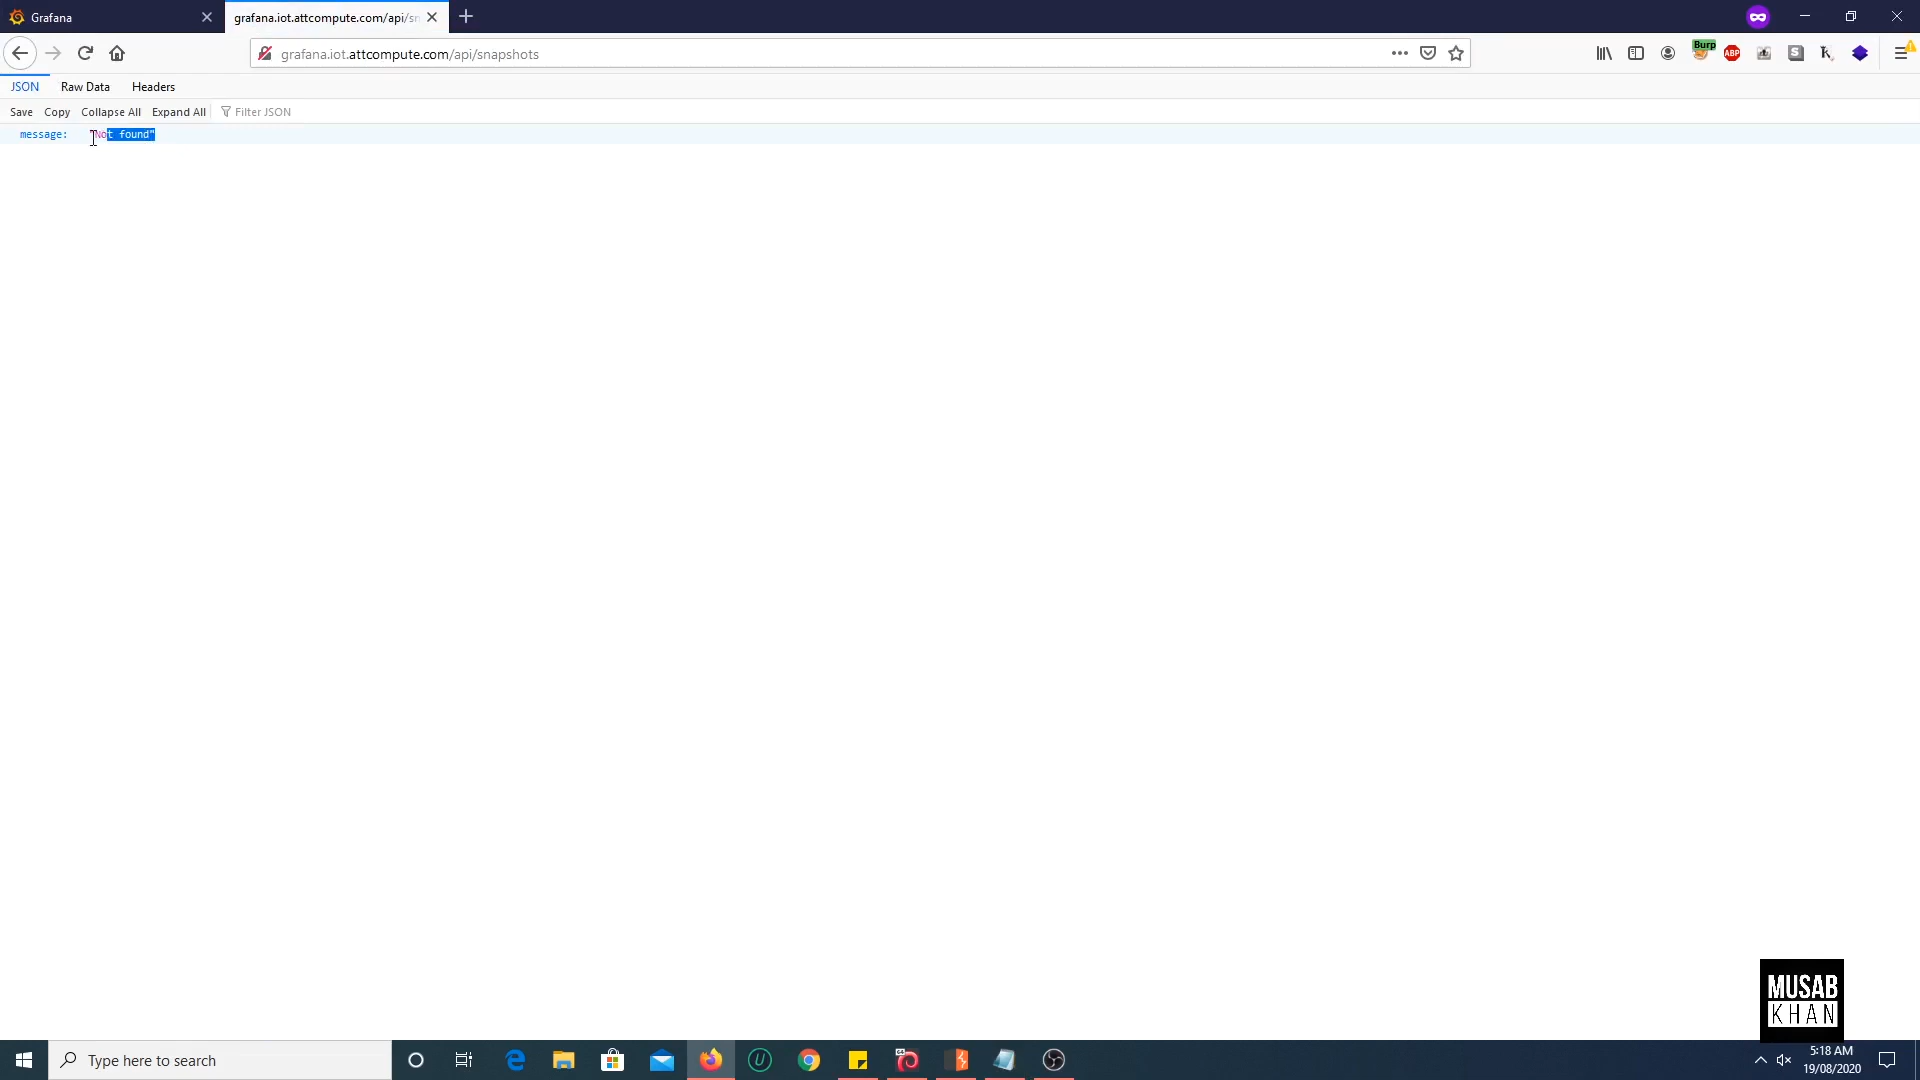 Grafana
grafana.iot.attcompute.com/api/sn
grafana.iot.attcompute.com/api/snapshots
Burp
ABP
JSON
Raw Data
Headers
Save
Copy
Collapse All
Expand All
Filter JSON
message: "Not found"
MUSAB
KHAN
Type here to search
5:18 AM
19/08/2020